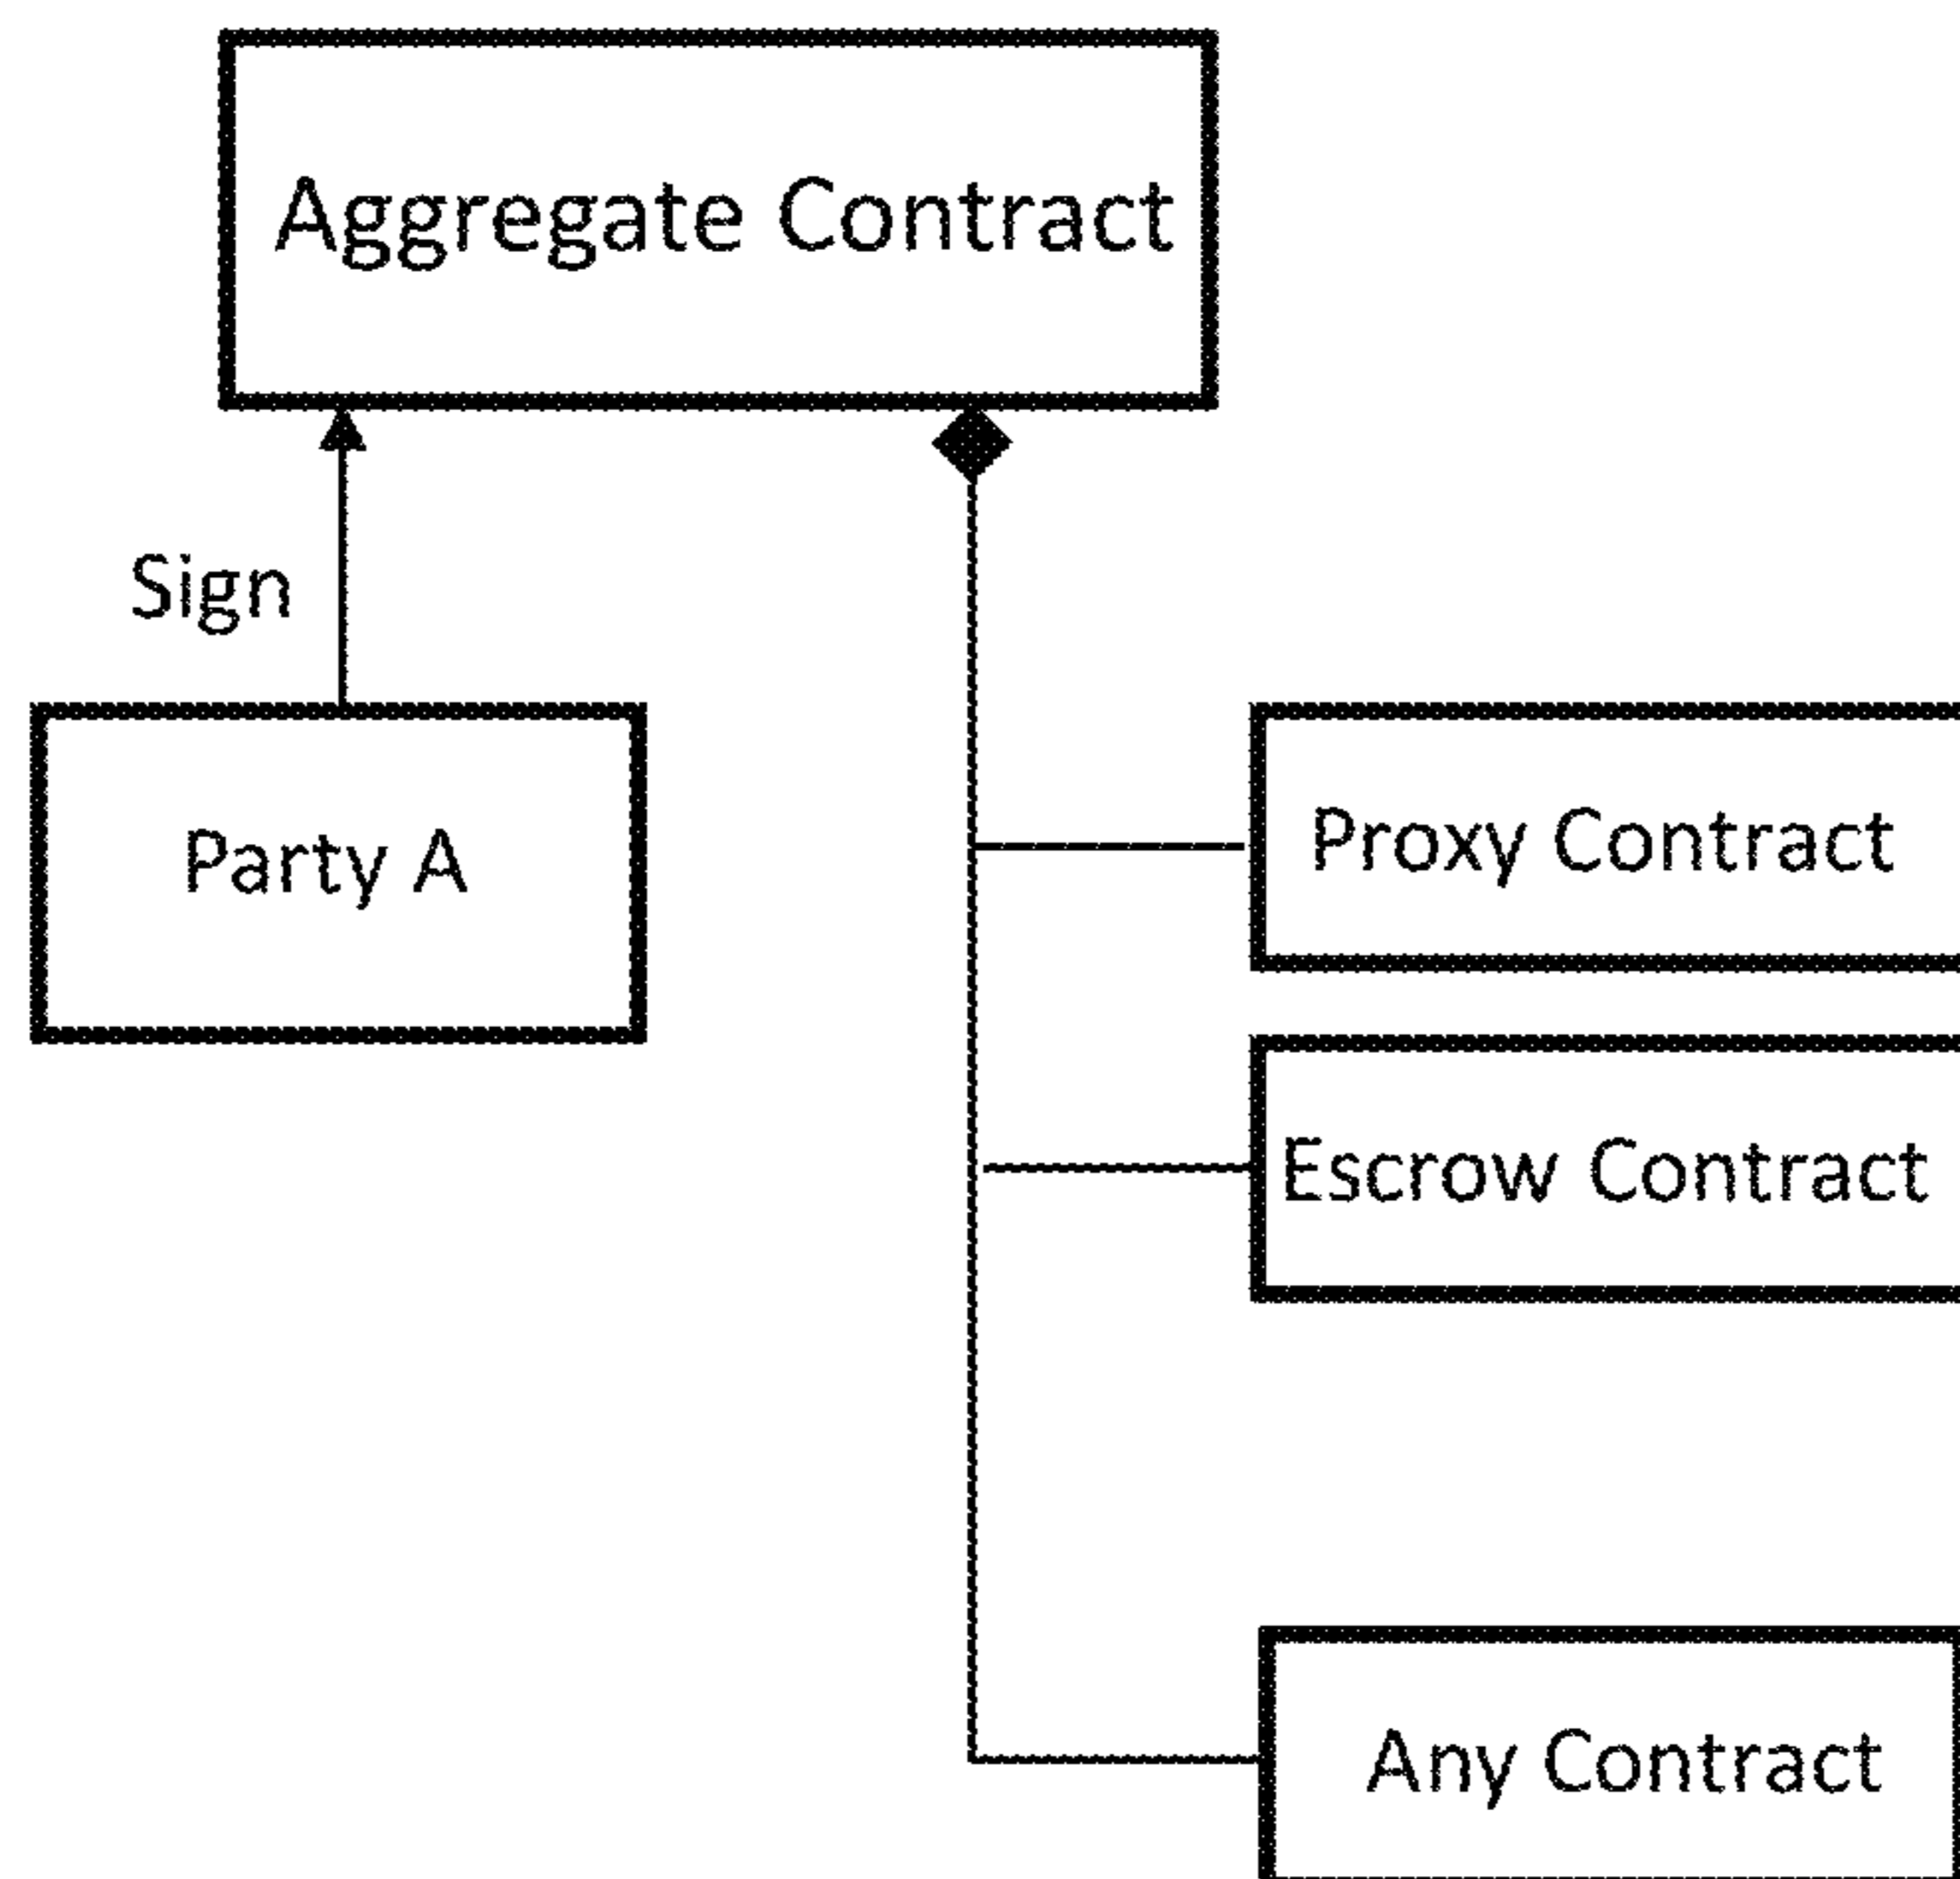 Aggregate Contract
Sign
Party A
Proxy Contract
Escrow Contract
Any Contract